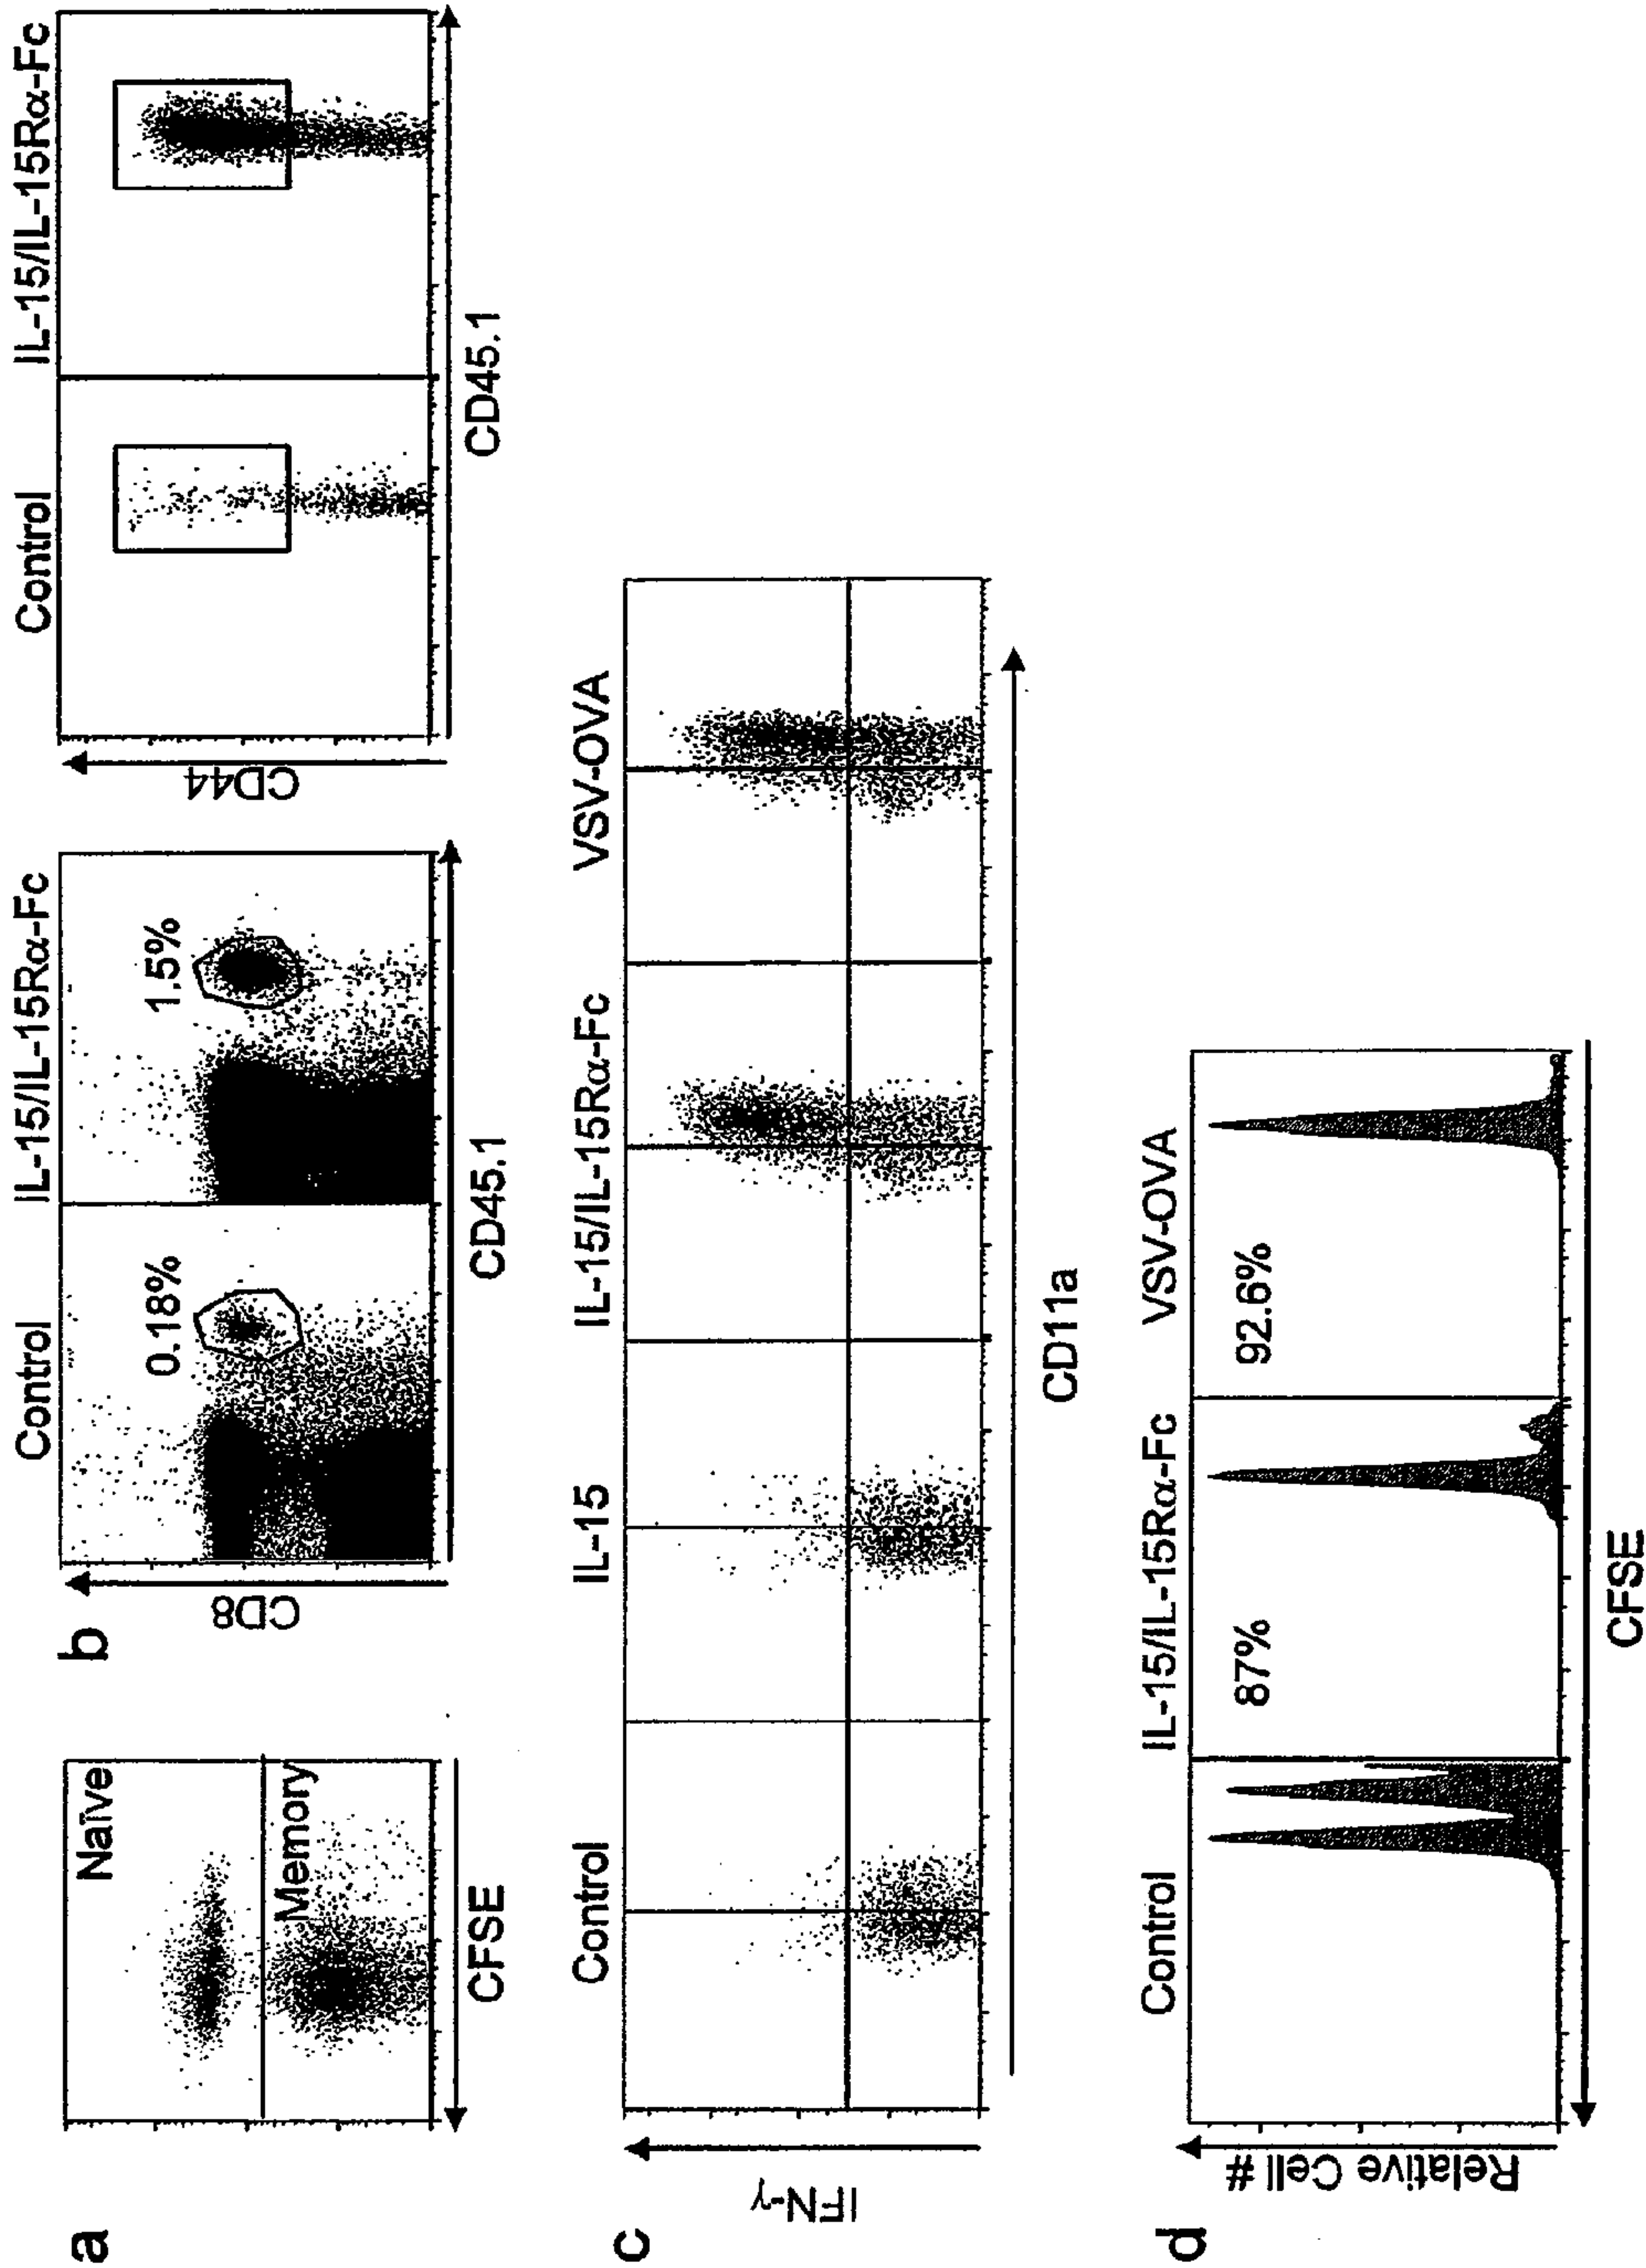 a
Naïve
Memory
CFSE
b
Control
IL-15/IL-15Rα-Fc
0.18%
1.5%
CD8
CD45.1
Control
IL-15/IL-15Rα-Fc
CD44
CD45.1
c
Control
IL-15
IL-15/IL-15Rα-Fc
VSV-OVA
IFN-γ
CD11a
d
Control
IL-15/IL-15Rα-Fc
VSV-OVA
87%
92.6%
Relative Cell #
CFSE